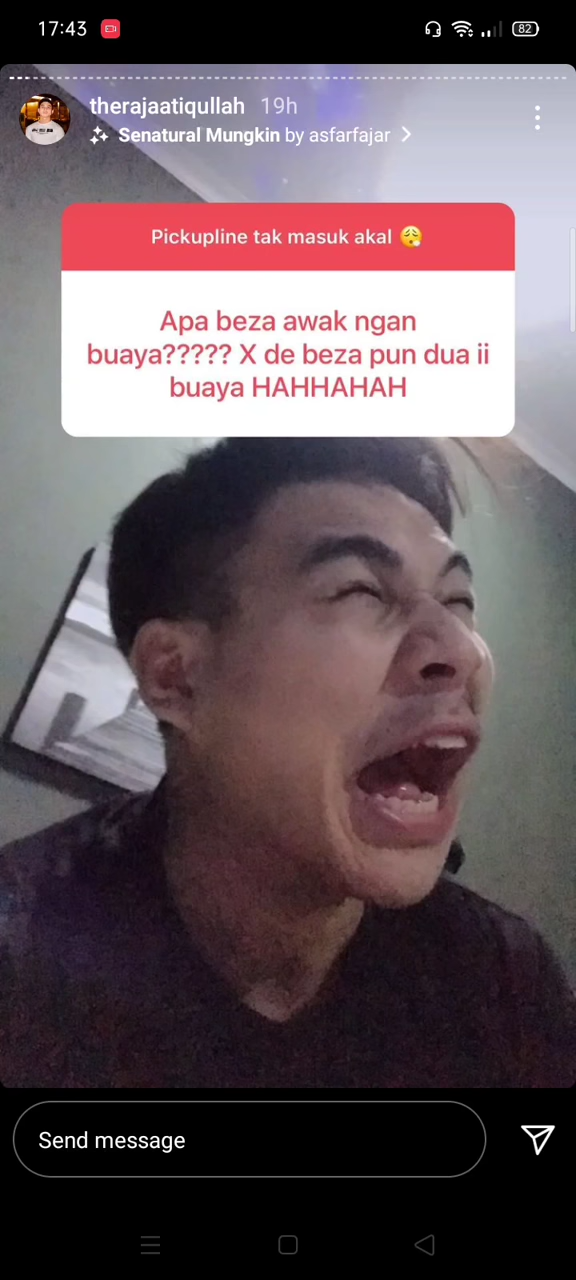 17:43 82
therajaatiqullah 19h
Senatural Mungkin by asfarfajar
Pickupline tak masuk akal 😮‍💨
Apa beza awak ngan
buaya????? X de beza pun dua ii
buaya HAHHAHAH
Send message